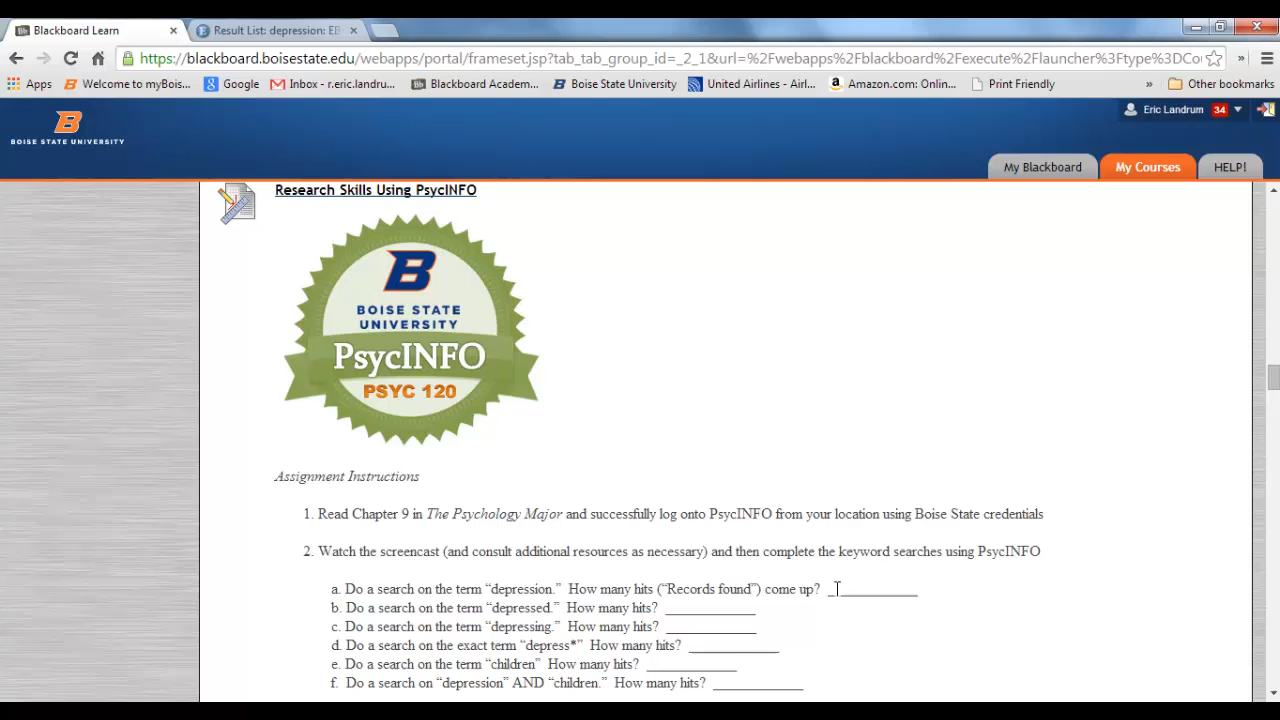 Blackboard Learn
Result List: depression: EB
https://blackboard.boisestate.edu/webapps/portal/frameset.jsp?tab_tab_group_id=_2_1&url=%2Fwebapps%2Fblackboard%2Fexecute%2Flauncher%3Ftype%3DCo
Apps Welcome to myBois... Google Inbox - r.eric.landru... Blackboard Academ... Boise State University United Airlines - Airl... Amazon.com: Onlin... Print Friendly » Other bookmarks
Eric Landrum 34
B
BOISE STATE UNIVERSITY
My Blackboard My Courses HELP!
Research Skills Using PsycINFO
B
BOISE STATE
UNIVERSITY
PsycINFO
PSYC 120
Assignment Instructions
1. Read Chapter 9 in The Psychology Major and successfully log onto PsycINFO from your location using Boise State credentials
2. Watch the screencast (and consult additional resources as necessary) and then complete the keyword searches using PsycINFO
a. Do a search on the term “depression.” How many hits (“Records found”) come up? ____________
b. Do a search on the term “depressed.” How many hits? ____________
c. Do a search on the term “depressing.” How many hits? ____________
d. Do a search on the exact term “depress*” How many hits? ____________
e. Do a search on the term “children” How many hits? ____________
f. Do a search on “depression” AND “children.” How many hits? ____________